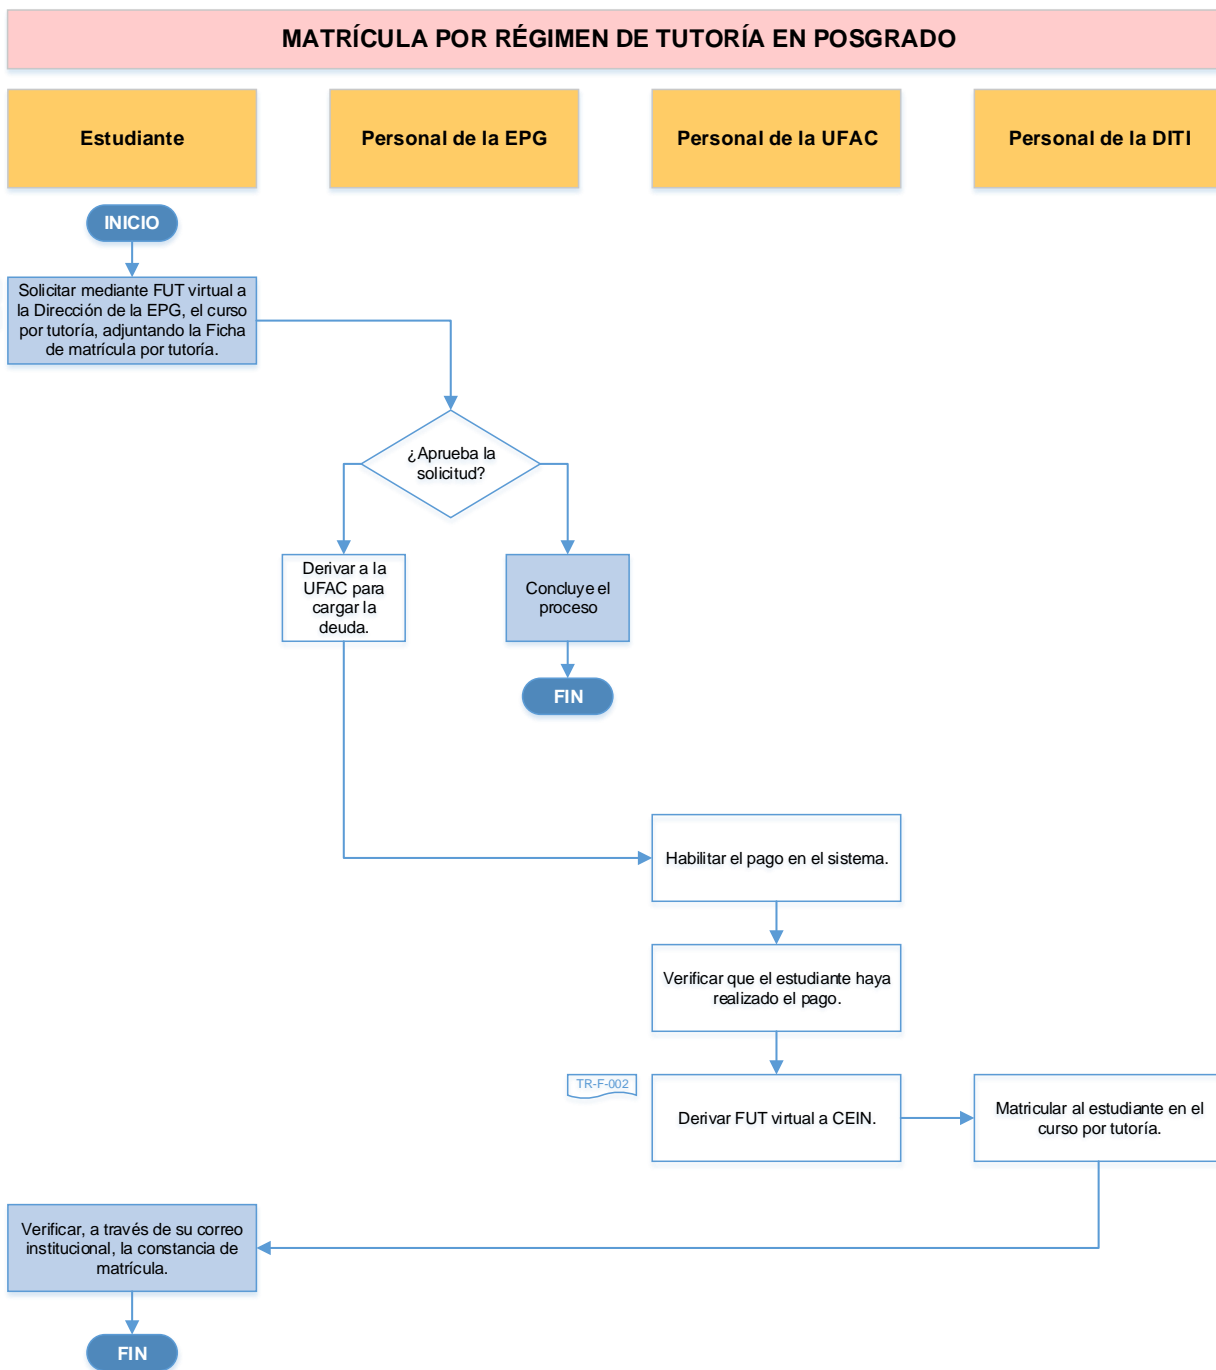 MATRÍCULA POR RÉGIMEN DE TUTORÍA EN POSGRADO
Estudiante
Personal de la EPG
Personal de la UFAC
Personal de la DITI
INICIO
Solicitar mediante FUT virtual a
la Dirección de la EPG, el curso
por tutoría, adjuntando la Ficha
de matrícula por tutoría.
¿Aprueba la
solicitud?
Derivar a la
UFAC para
cargar la
deuda.
Concluye el
proceso
FIN
Habilitar el pago en el sistema.
Verificar que el estudiante haya
realizado el pago.
TR-F-002
Derivar FUT virtual a CEIN.
Matricular al estudiante en el
curso por tutoría.
Verificar, a través de su correo
institucional, la constancia de
matrícula.
FIN